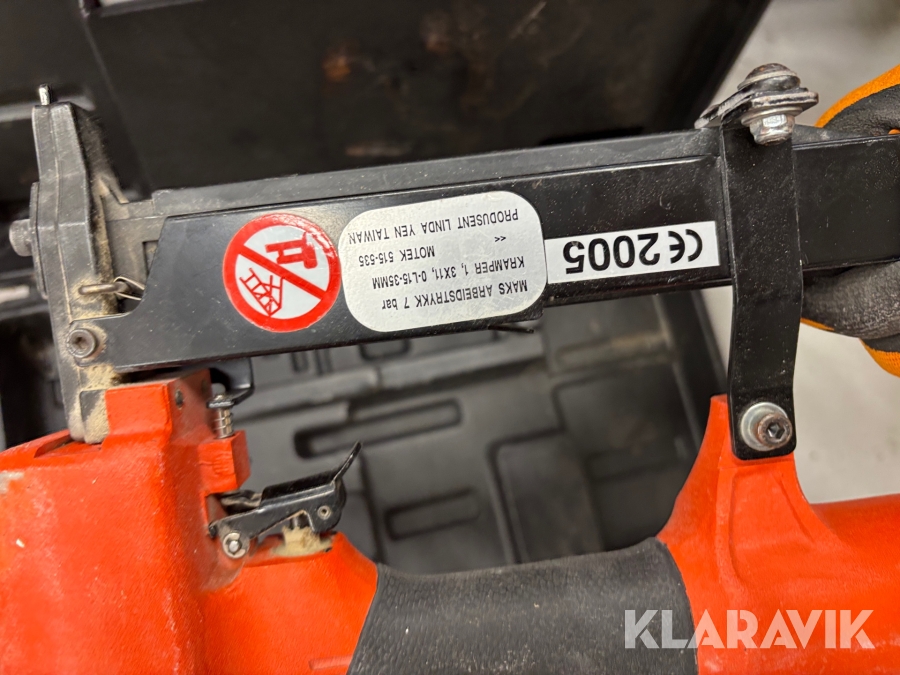 MAKS ARBEIDSTRYKK 7 bar
KRAMPER 1, 3X11, 0-L15-35MM
MOTEK 515-535
<<
PRODUSENT LINDA YEN TAIWAN
CE 2005
KLARAVIK